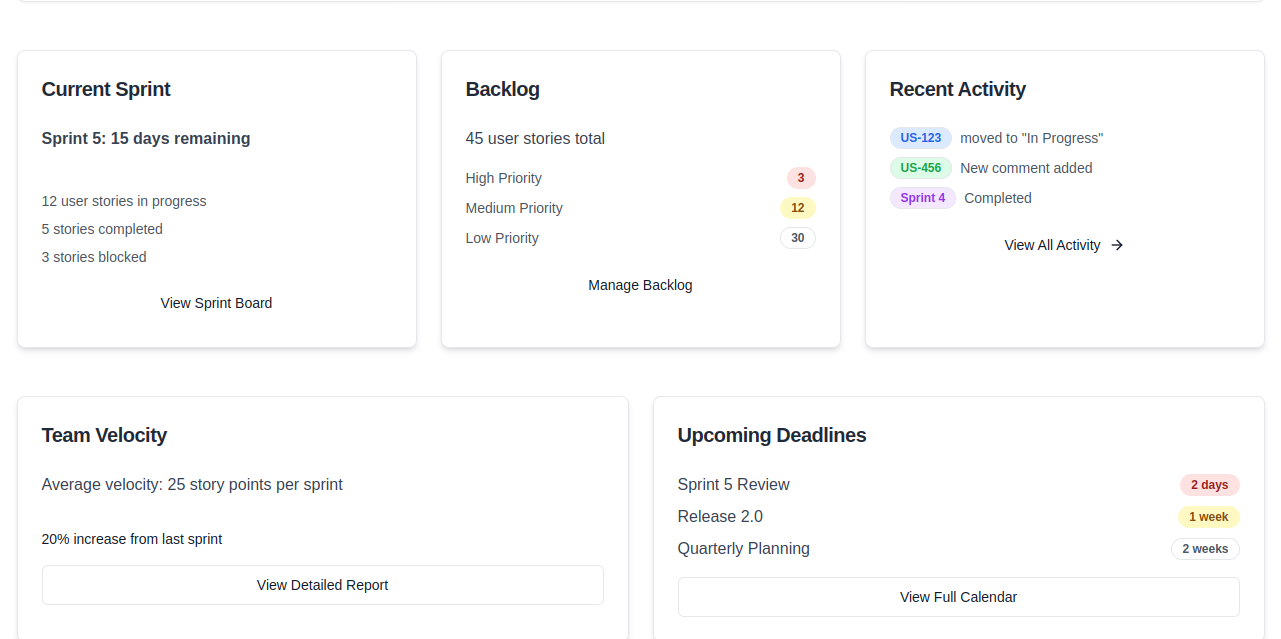 Current Sprint
Sprint 5: 15 days remaining
12 user stories in progress
5 stories completed
3 stories blocked
View Sprint Board
Backlog
45 user stories total
High Priority 3
Medium Priority 12
Low Priority 30
Manage Backlog
Recent Activity
US-123 moved to "In Progress"
US-456 New comment added
Sprint 4 Completed
View All Activity
Team Velocity
Average velocity: 25 story points per sprint
20% increase from last sprint
View Detailed Report
Upcoming Deadlines
Sprint 5 Review 2 days
Release 2.0 1 week
Quarterly Planning 2 weeks
View Full Calendar